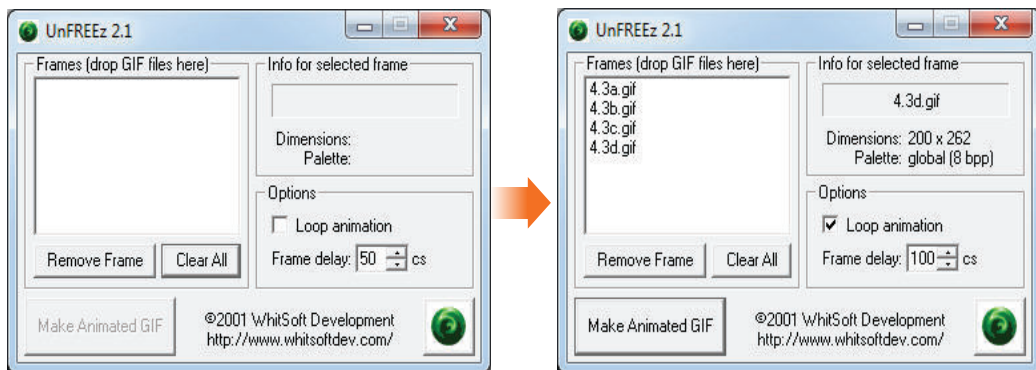 UnFREEz 2.1
Frames (drop GIF files here)
Info for selected frame
Dimensions:
Palette:
Options
Loop animation
Frame delay: 50 cs
Remove Frame
Clear All
Make Animated GIF
©2001 WhitSoft Development
http://www.whitsoftdev.com/
UnFREEz 2.1
Frames (drop GIF files here)
4.3a.gif
4.3b.gif
4.3c.gif
4.3d.gif
Info for selected frame
4.3d.gif
Dimensions: 200 x 262
Palette: global (8 bpp)
Options
Loop animation
Frame delay: 100 cs
Remove Frame
Clear All
Make Animated GIF
©2001 WhitSoft Development
http://www.whitsoftdev.com/